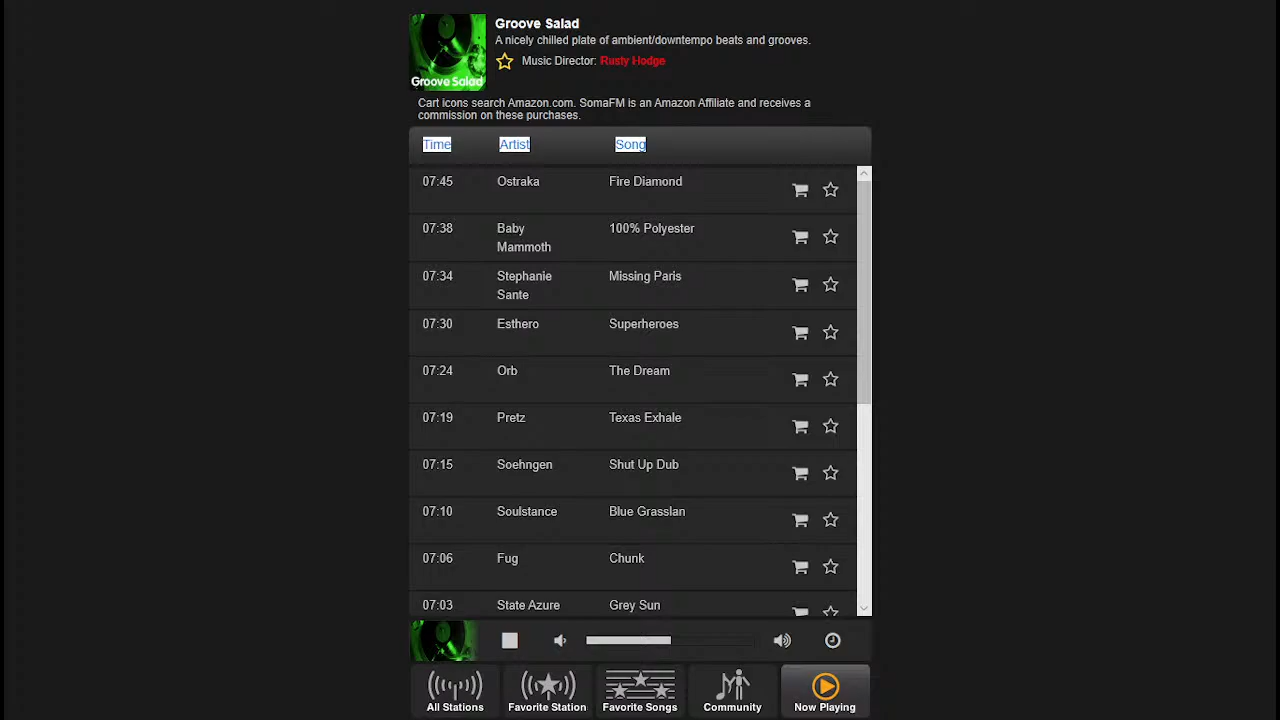 Groove Salad
A nicely chilled plate of ambient/downtempo beats and grooves.
Music Director: Rusty Hodge
Groove Salad
Cart icons search Amazon.com. SomaFM is an Amazon Affiliate and receives a
commission on these purchases.
Time Artist Song
07:45 Ostraka Fire Diamond
07:38 Baby Mammoth 100% Polyester
07:34 Stephanie Sante Missing Paris
07:30 Esthero Superheroes
07:24 Orb The Dream
07:19 Pretz Texas Exhale
07:15 Soehngen Shut Up Dub
07:10 Soulstance Blue Grasslan
07:06 Fug Chunk
07:03 State Azure Grey Sun
All Stations Favorite Station Favorite Songs Community Now Playing